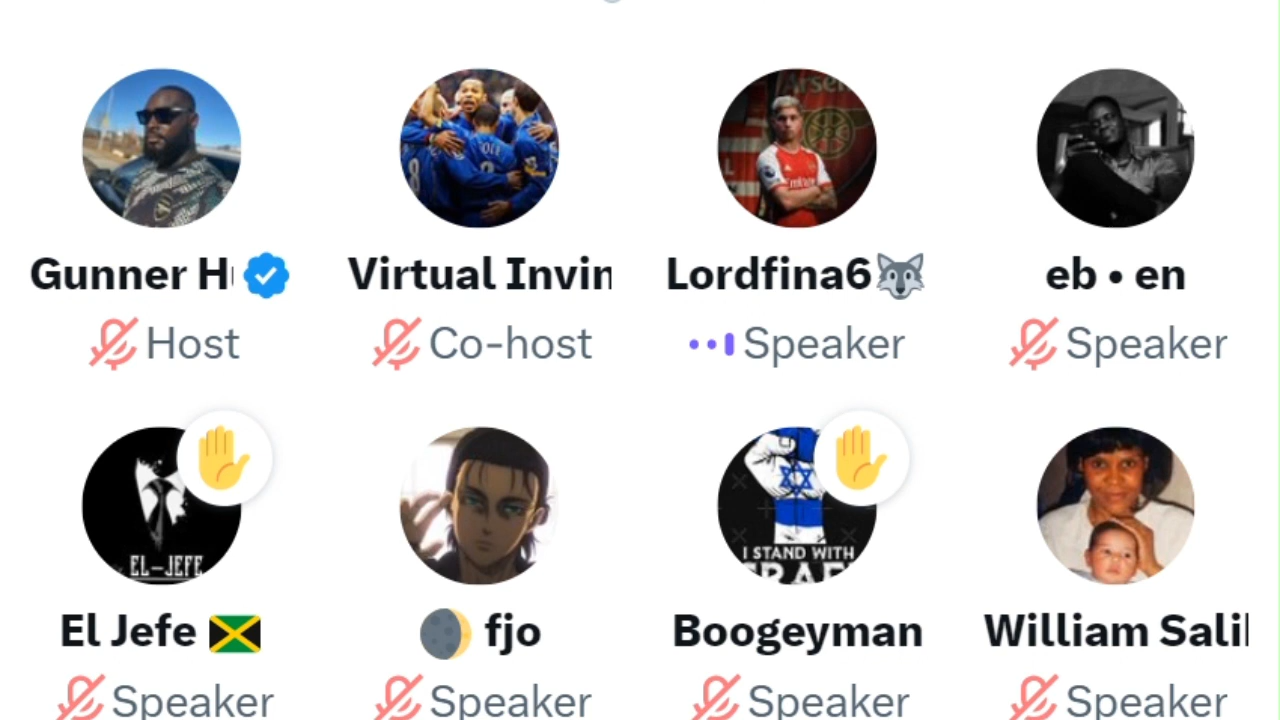 Gunner H
Virtual Invin
Lordfina6
eb • en
Host
Co-host
Speaker
Speaker
EL-JEFE
I STAND WITH
El Jefe
fjo
Boogeyman
William Sali
Speaker
Speaker
Speaker
Speaker